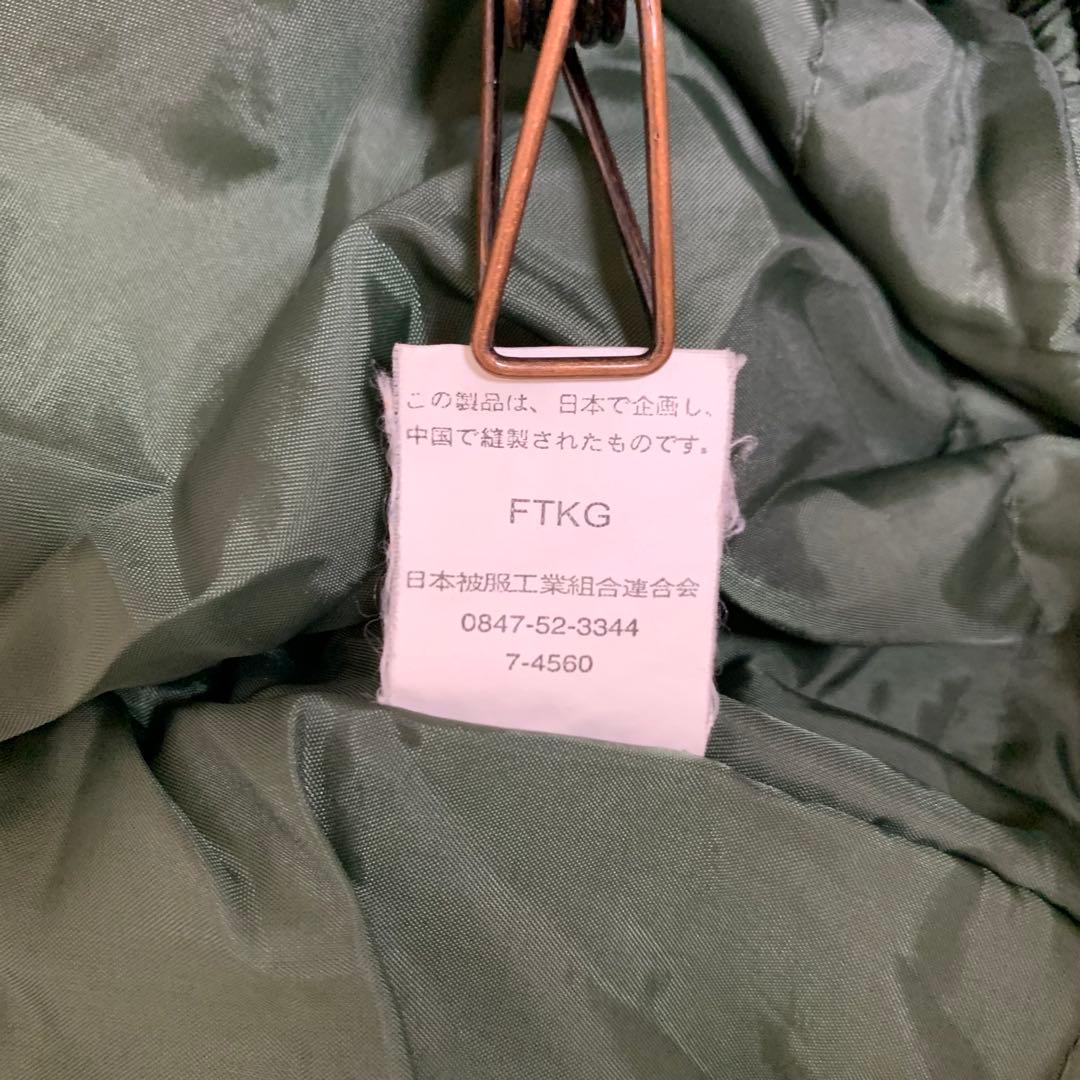 この製品は、日本で企画し、
中国で縫製されたものです。
FTKG
日本被服工業組合連合会
0847-52-3344
7-4560